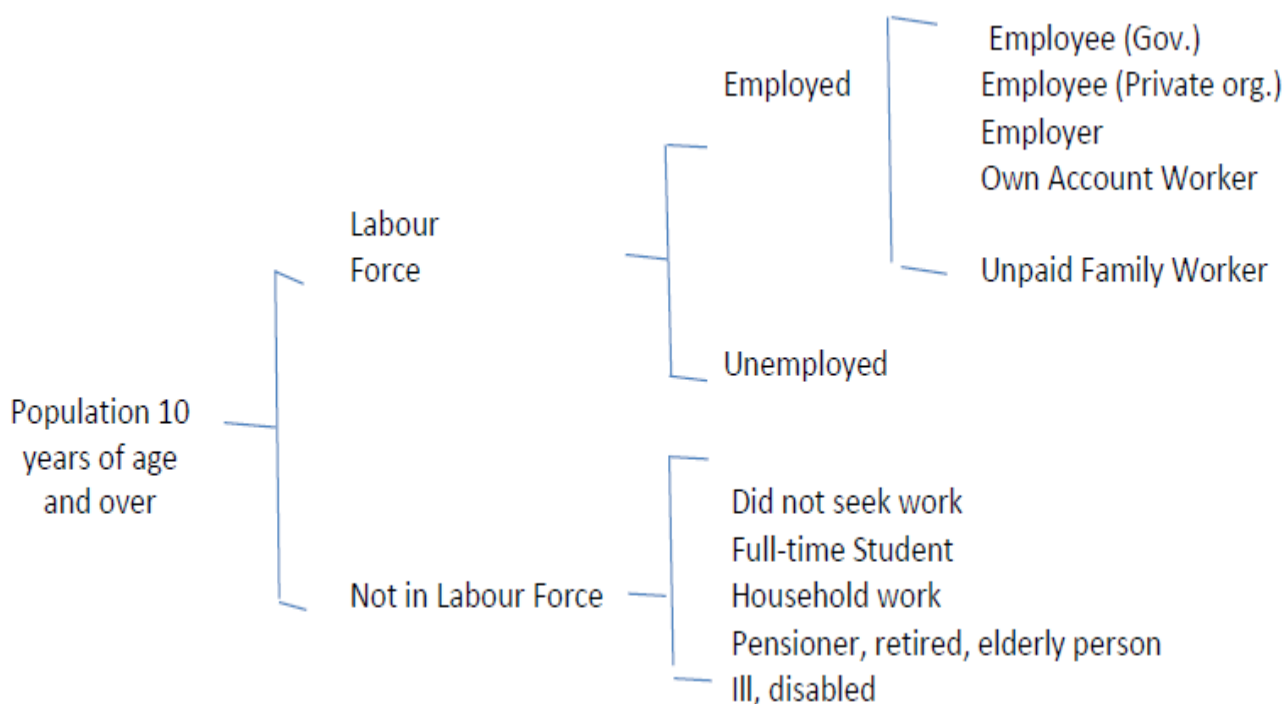 Employee (Gov.)
Employed
Employee (Private org.)
Employer
Own Account Worker
Labour
Force
Unpaid Family Worker
Unemployed
Population 10
years of age
and over
Did not seek work
Full-time Student
Not in Labour Force
Household work
Pensioner, retired, elderly person
Ill, disabled